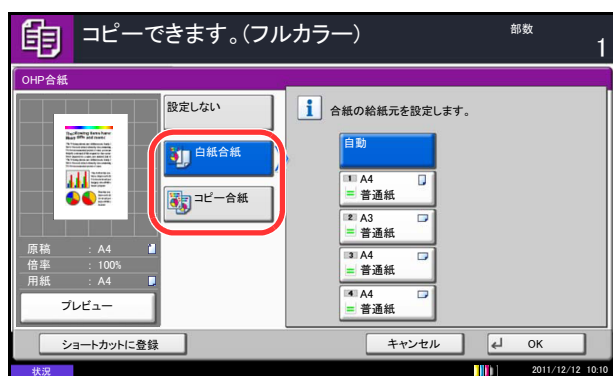 コピーできます。(フルカラー)
部数
1
OHP合紙
設定しない
白紙合紙
コピー合紙
合紙の給紙元を設定します。
自動
1 A4
普通紙
2 A3
普通紙
3 A4
普通紙
4 A4
普通紙
原稿 : A4
倍率 : 100%
用紙 : A4
プレビュー
ショートカットに登録
キャンセル
OK
状況
2011/12/12 10:10